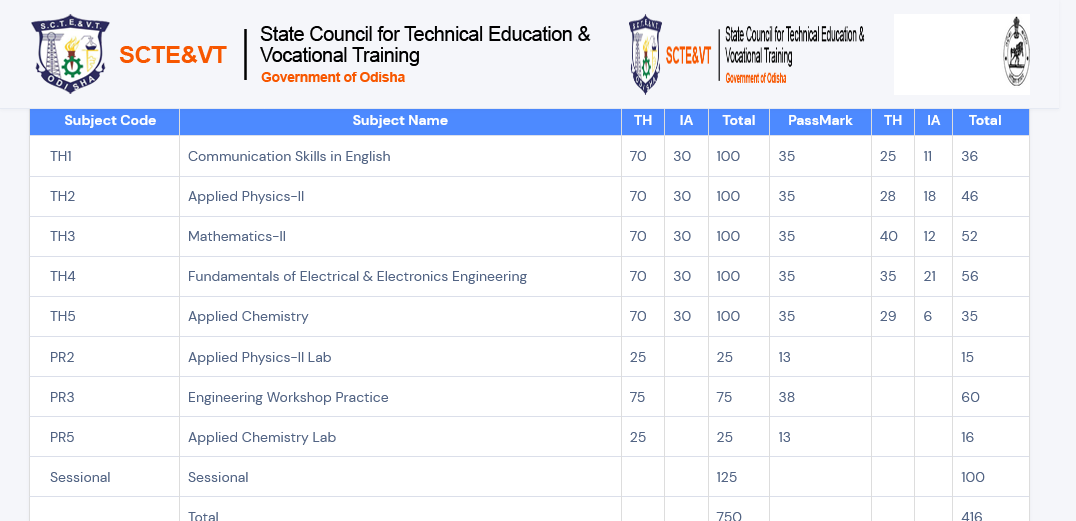 S.C.T.E.&V.T.
ODISHA
SCTE&VT
State Council for Technical Education &
Vocational Training
Government of Odisha
ODISHA
SCTE&VT
State Council for Technical Education &
Vocational Training
Government of Odisha
Subject Code Subject Name TH IA Total PassMark TH IA Total
TH1 Communication Skills in English 70 30 100 35 25 11 36
TH2 Applied Physics-II 70 30 100 35 28 18 46
TH3 Mathematics-II 70 30 100 35 40 12 52
TH4 Fundamentals of Electrical & Electronics Engineering 70 30 100 35 35 21 56
TH5 Applied Chemistry 70 30 100 35 29 6 35
PR2 Applied Physics-II Lab 25 25 13 15
PR3 Engineering Workshop Practice 75 75 38 60
PR5 Applied Chemistry Lab 25 25 13 16
Sessional Sessional 125 100
Total 750 416